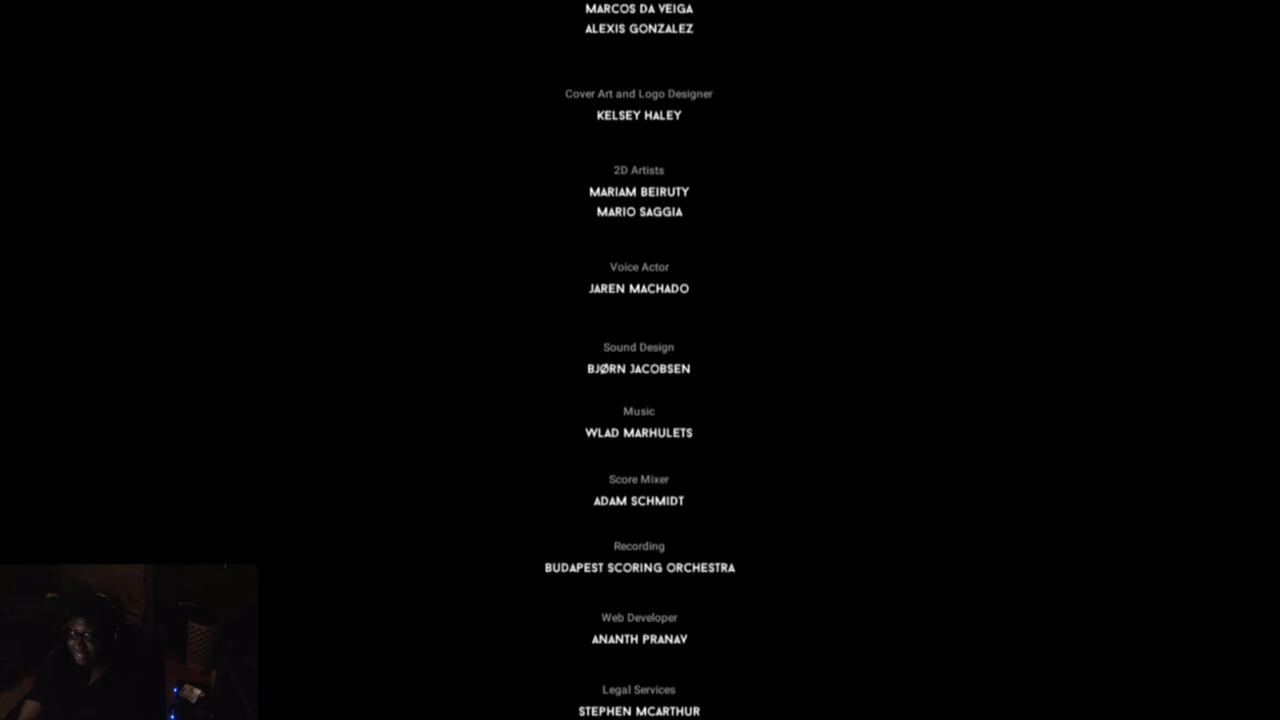 MARCOS DA VEIGA
ALEXIS GONZALEZ
Cover Art and Logo Designer
KELSEY HALEY
2D Artists
MARIAM BEIRUTY
MARIO SAGGIA
Voice Actor
JAREN MACHADO
Sound Design
BJØRN JACOBSEN
Music
WLAD MARHULETS
Score Mixer
ADAM SCHMIDT
Recording
BUDAPEST SCORING ORCHESTRA
Web Developer
ANANTH PRANAV
Legal Services
STEPHEN MCARTHUR